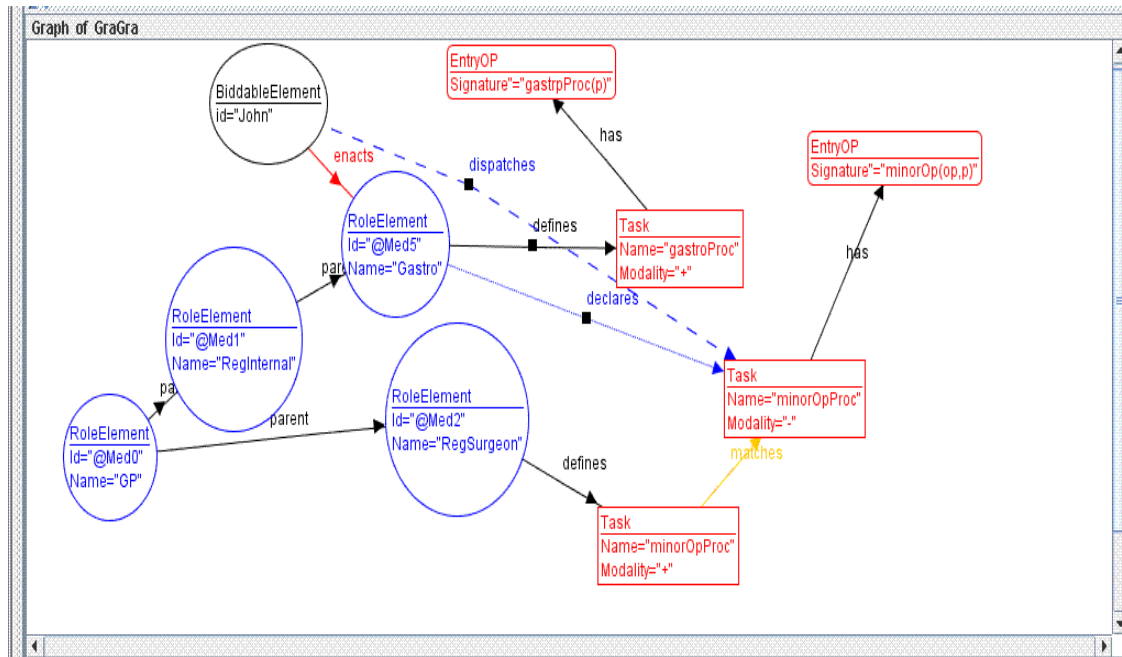 Graph of GraGra
EntryOP
Signature"="gastrpProc(p)"
BiddableElement
id="John"
has
EntryOP
Signature"="minorOp(op,p)"
enacts
dispatches
RoleElement
Id="@Med5"
Name="Gastro"
defines
Task
Name="gastroProc"
Modality="+"
has
pare
declares
RoleElement
Id="@Med1"
Name="RegInternal"
Task
Name="minorOpProc"
Modality="-"
pa
RoleElement
Id="@Med2"
Name="RegSurgeon"
parent
RoleElement
Id="@Med0"
Name="GP"
matches
defines
Task
Name="minorOpProc"
Modality="+"